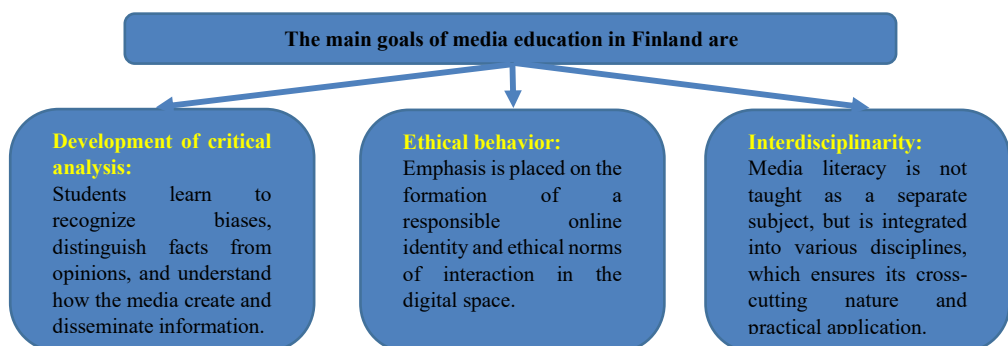 The main goals of media education in Finland are
Development of critical
analysis:
Students learn to
recognize biases,
distinguish facts from
opinions, and understand
how the media create and
disseminate information.
Ethical behavior:
Emphasis is placed on the
formation of a
responsible online
identity and ethical norms
of interaction in the
digital space.
Interdisciplinarity:
Media literacy is not
taught as a separate
subject, but is integrated
into various disciplines,
which ensures its cross-
cutting nature and
practical application.